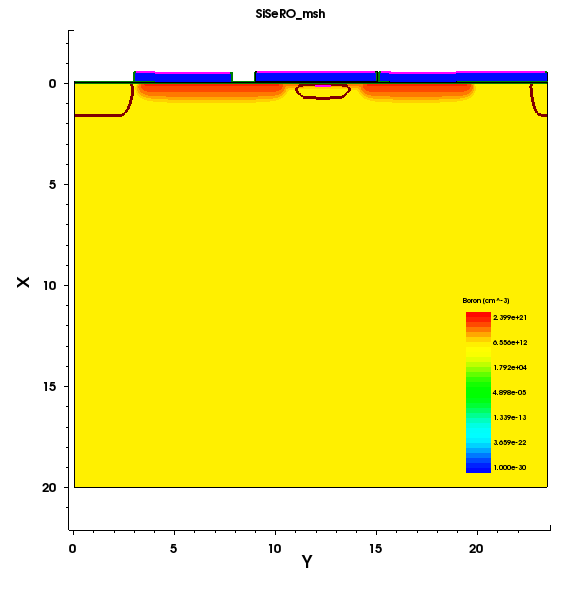 SiSeRO_msh
0
5
10
15
20
X
Boron (cm^-3)
2.399e+21
6.556e+12
1.792e+04
4.898e-05
1.339e-13
3.659e-22
1.000e-30
0 5 10 15 20
Y